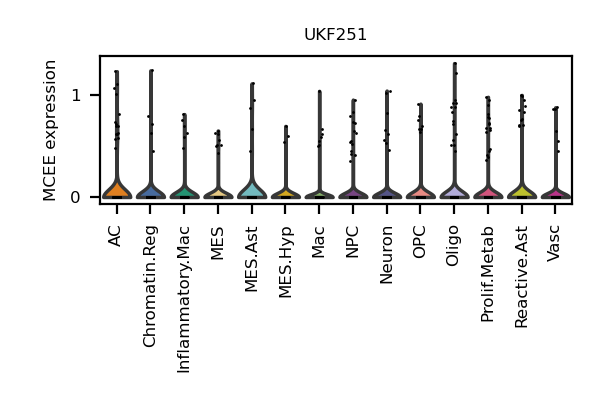 UKF251
MCEE expression
1
0
AC
Chromatin.Reg
Inflammatory.Mac
MES
MES.Ast
MES.Hyp
Mac
NPC
Neuron
OPC
Oligo
Prolif.Metab
Reactive.Ast
Vasc